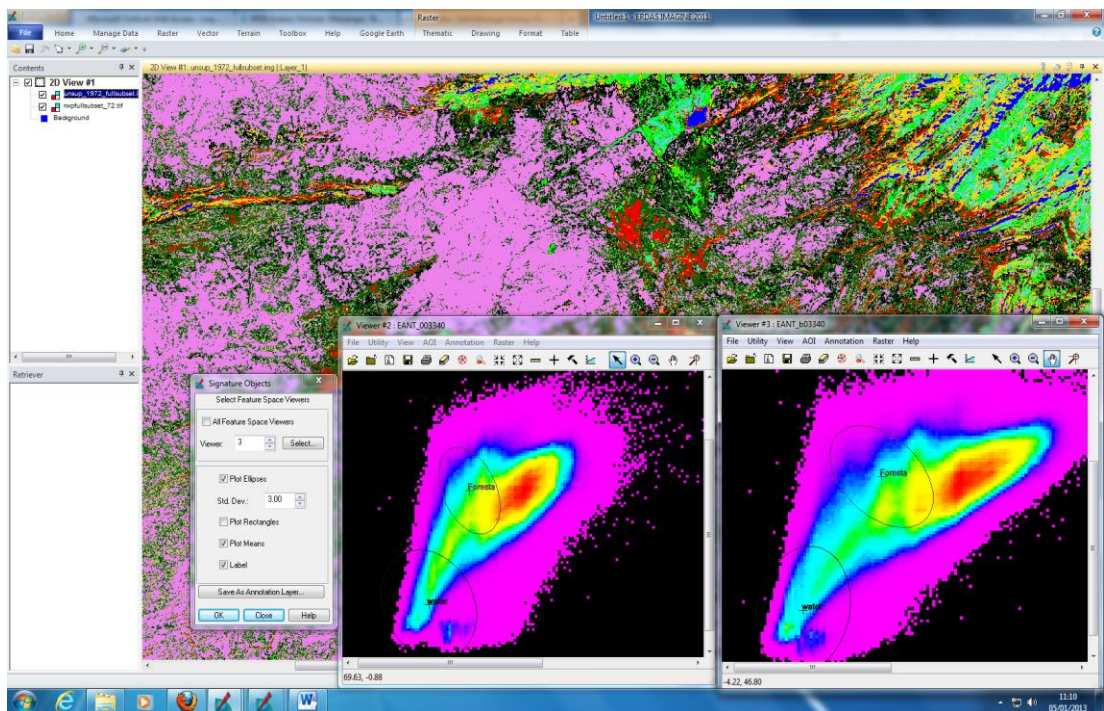 Raster
Untitled:1 - ERDAS IMAGINE 2011
File Home Manage Data Raster Vector Terrain Toolbox Help Google Earth Thematic Drawing Format Table
Contents
2D View #1: unsup_1972_fullsubset.img (:Layer_1)
2D View #1
unsup_1972_fullsubset.i
rwpfullsubset_72.tif
Background
Retriever
Signature Objects
Select Feature Space Viewers
All Feature Space Viewers
Viewer: 3 Select...
Plot Ellipses
Std. Dev.: 3.00
Plot Rectangles
Plot Means
Label
Save As Annotation Layer...
OK Close Help
Viewer #2 : EANT_003340
File Utility View AOI Annotation Raster Help
Foresta
water
69.63, -0.88
Viewer #3 : EANT_b03340
File Utility View AOI Annotation Raster Help
Foresta
water
-4.22, 46.80
11:10
05/01/2013